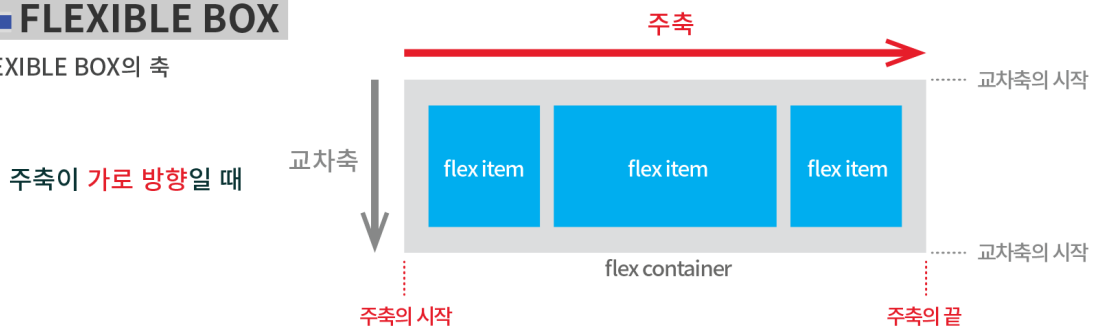 FLEXIBLE BOX
EXIBLE BOX의 축
주축
교차축의 시작
교차축
주축이 가로 방향일 때
flex item
flex item
flex item
교차축의 시작
flex container
주축의 시작
주축의 끝